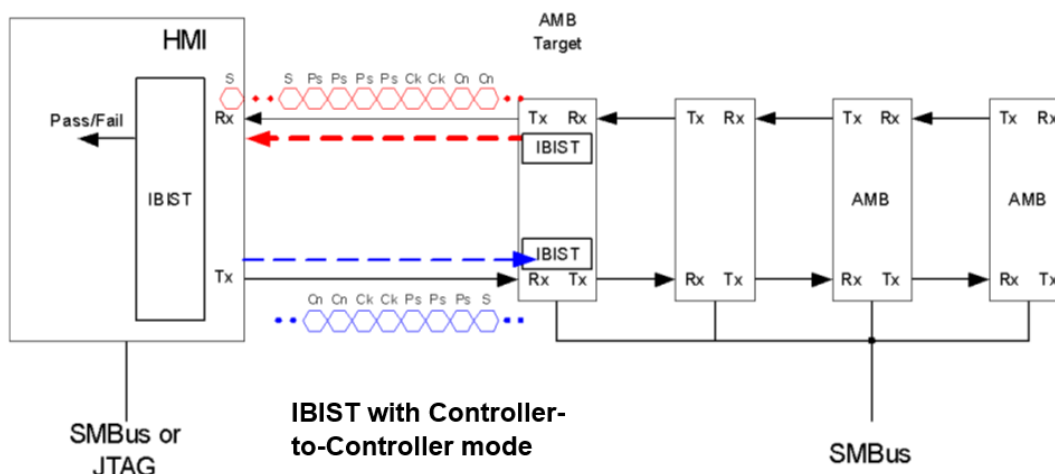 HMI
AMB
Target
S S Ps Ps Ps Ps Ck Ck Cn Cn
Pass/Fail
Rx
Tx Rx
Tx Rx
Tx Rx
Tx Rx
IBIST
IBIST
AMB
AMB
IBIST
Tx
Rx Tx
Rx Tx
Rx Tx
Rx Tx
Cn Cn Ck Ck Ps Ps Ps S
IBIST with Controller-
to-Controller mode
SMBus or
JTAG
SMBus